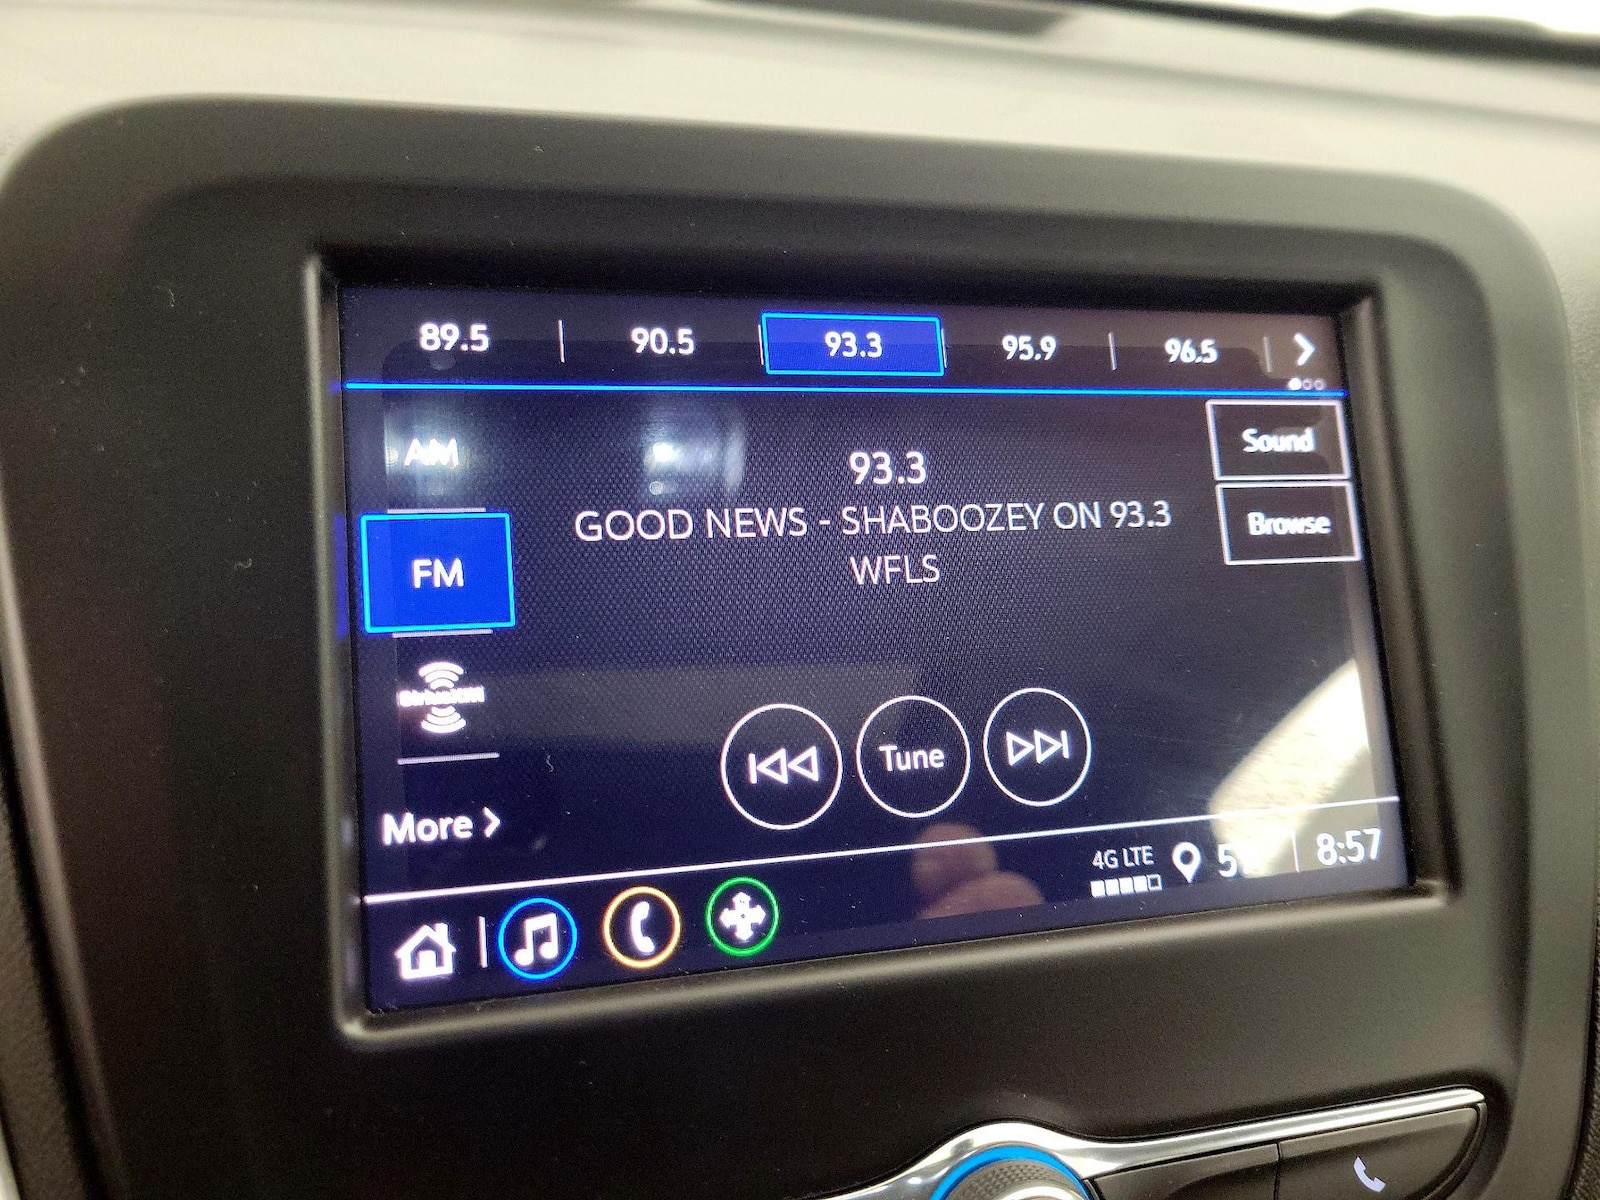 89.5 90.5 93.3 95.9 96.5
AM
93.3
Sound
GOOD NEWS - SHABOOZEY ON 93.3
WFLS
Browse
FM
SiriusXM
Tune
More
4G LTE
8:57